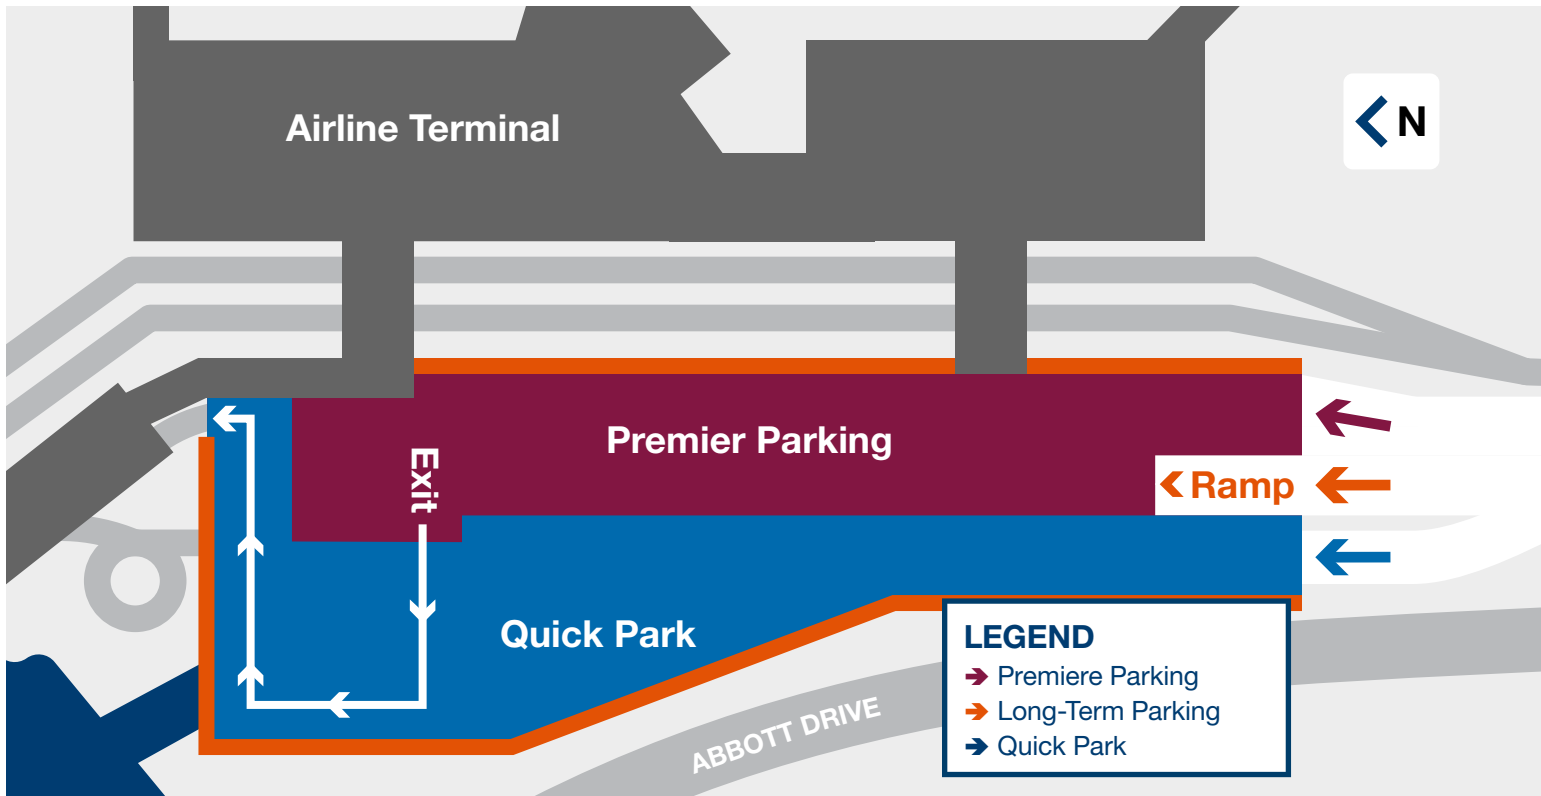 Airline Terminal
N
Premier Parking
Exit
Ramp
Quick Park
ABBOTT DRIVE
LEGEND
Premiere Parking
Long-Term Parking
Quick Park